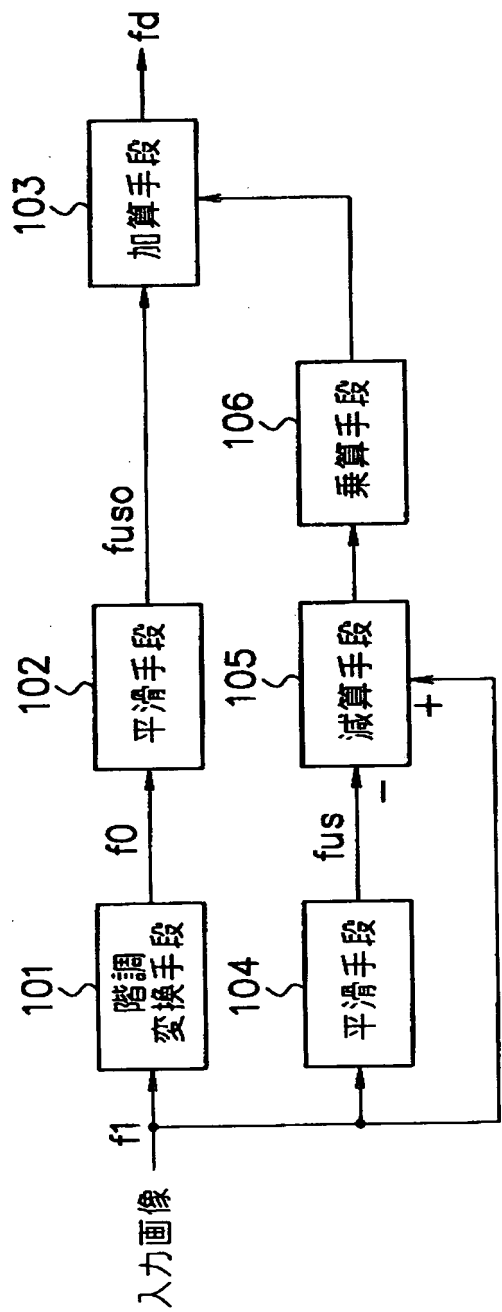 入力画像
f1
101
階調
変換手段
f0
102
平滑手段
fuso
103
加算手段
fd
104
平滑手段
fus
−
105
減算手段
+
106
乗算手段